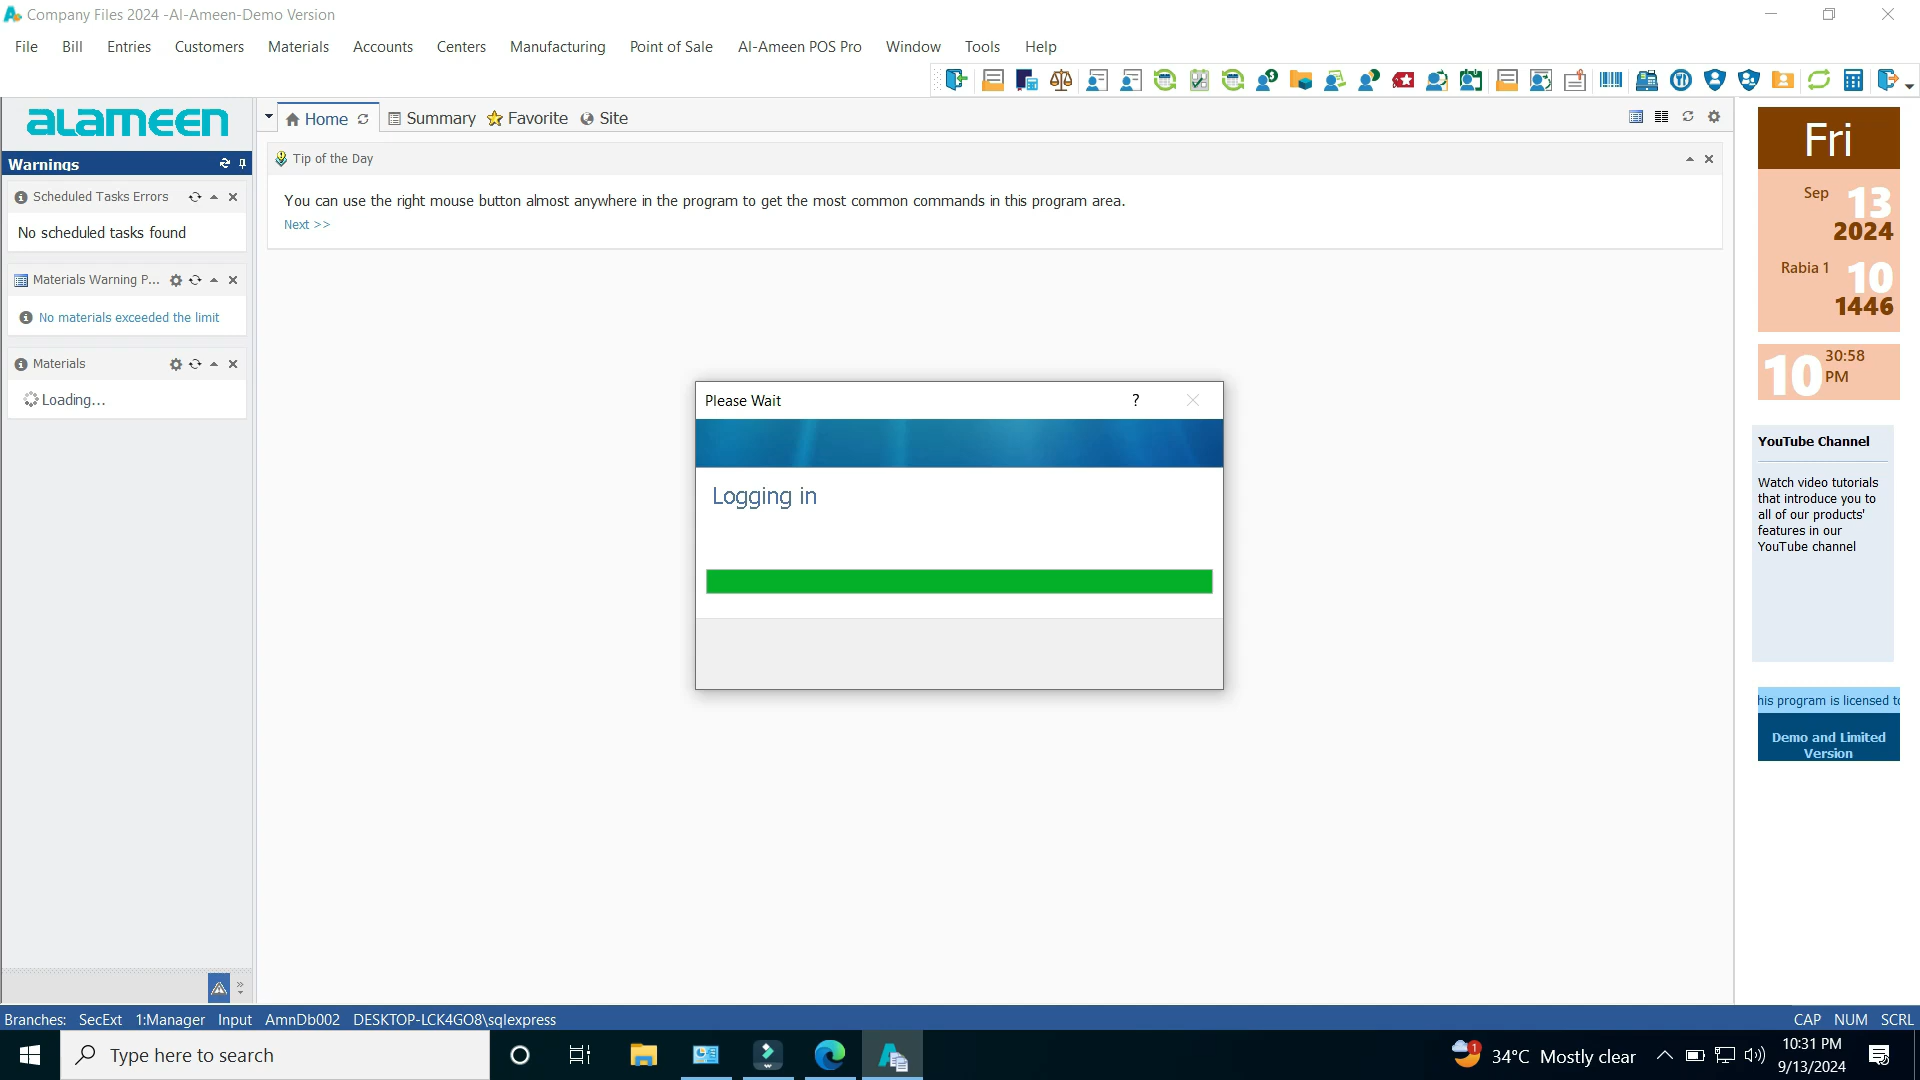 Company Files 2024 -Al-Ameen-Demo Version
File Bill Entries Customers Materials Accounts Centers Manufacturing Point of Sale Al-Ameen POS Pro Window Tools Help
alameen
Home Summary Favorite Site
Warnings
Tip of the Day
You can use the right mouse button almost anywhere in the program to get the most common commands in this program area.
Next >>
Scheduled Tasks Errors
No scheduled tasks found
Materials Warning P...
No materials exceeded the limit
Materials
Loading...
Please Wait ?
Logging in
Fri
Sep 13
2024
Rabia 1 10
1446
10 30:58
PM
YouTube Channel
Watch video tutorials
that introduce you to
all of our products'
features in our
YouTube channel
his program is licensed to
Demo and Limited
Version
Branches: SecExt 1:Manager Input AmnDb002 DESKTOP-LCK4GO8\sqlexpress CAP NUM SCRL
Type here to search
1 34°C Mostly clear
10:31 PM
9/13/2024